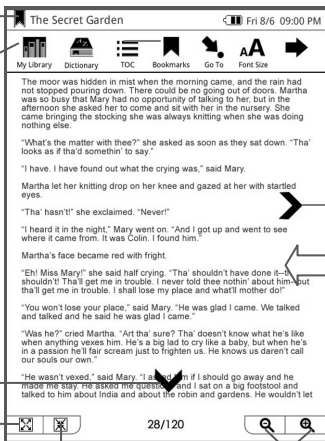 The Secret Garden
Fri 8/6 09:00 PM
My Library Dictionary TOC Bookmarks Go To Font Size
AA
The moor was hidden in mist when the morning came, and the rain had
not stopped pouring down. There could be no going out of doors. Martha
was so busy that Mary had no opportunity of talking to her, but in the
afternoon she asked her to come and sit with her in the nursery. She
came bringing the stocking she was always knitting when she was doing
nothing else.
"What's the matter with thee?" she asked as soon as they sat down. "Tha'
looks as if tha'd somethin' to say."
"I have. I have found out what the crying was," said Mary.
Martha let her knitting drop on her knee and gazed at her with startled
eyes.
"Tha' hasn't!" she exclaimed. "Never!"
"I heard it in the night," Mary went on. "And I got up and went to see
where it came from. It was Colin. I found him."
Martha's face became red with fright.
"Eh! Miss Mary!" she said half crying. "Tha' shouldn't have done it--th
shouldn't! Tha'll get me in trouble. I never told thee nothin' about him--but
tha'll get me in trouble. I shall lose my place and what'll mother do!"
"You won't lose your place," said Mary. "He was glad I came. We talked
and talked and he said he was glad I came."
"Was he?" cried Martha. "Art tha' sure? Tha' doesn't know what he's like
when anything vexes him. He's a big lad to cry like a baby, but when he's
in a passion he'll fair scream just to frighten us. He knows us daren't call
our souls our own."
"He wasn't vexed," said Mary. "I if I should go away and he
made me stay. He asked me and I sat on a big footstool and
talked to him about India and about the robin and gardens. He wouldn't let
28/120